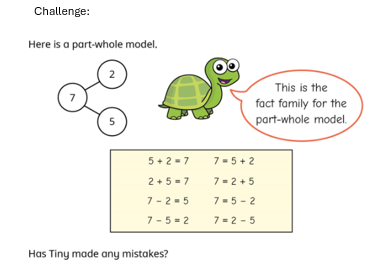 Challenge:
Here is a part-whole model.
2
7
5
This is the
fact family for the
part-whole model.
5 + 2 = 7 7 = 5 + 2
2 + 5 = 7 7 = 2 + 5
7 - 2 = 5 7 = 5 - 2
7 - 5 = 2 7 = 2 - 5
Has Tiny made any mistakes?